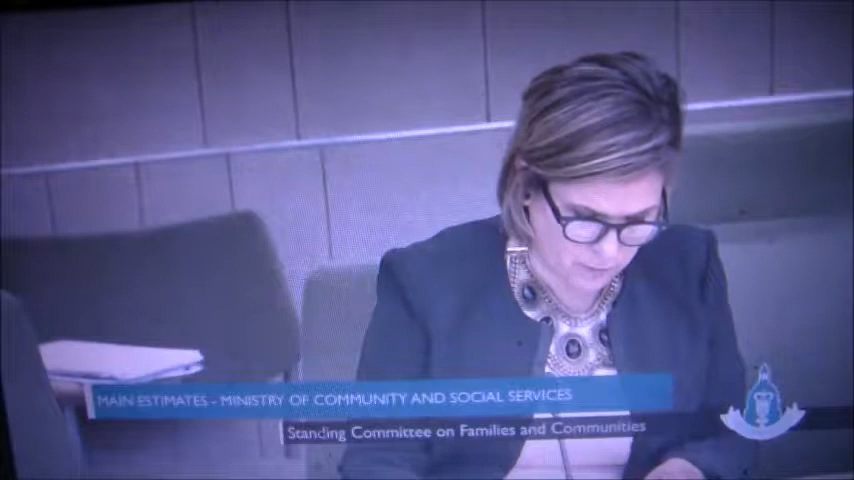 MAIN ESTIMATES - MINISTRY OF COMMUNITY AND SOCIAL SERVICES
Standing Committee on Families and Communities